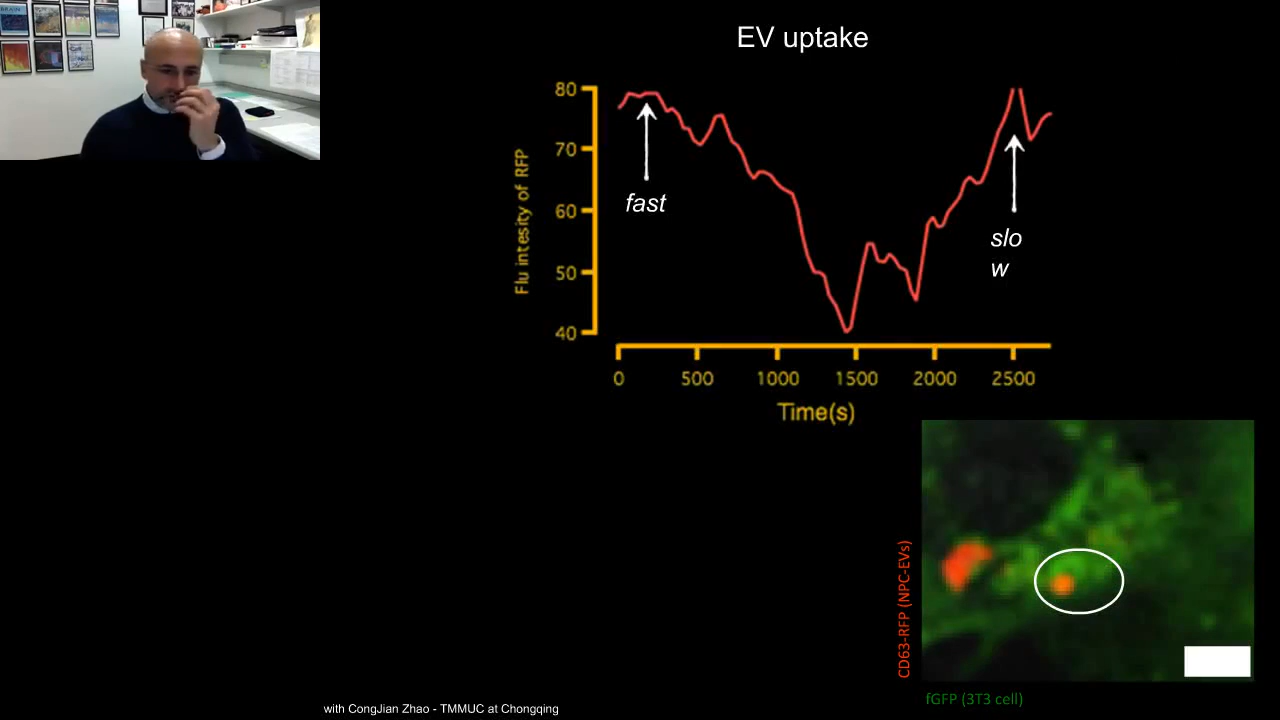 EV uptake
80
70
60
50
40
Flu intesity of RFP
fast
slo
w
0 500 1000 1500 2000 2500
Time(s)
CD63-RFP (NPC-EVs)
fGFP (3T3 cell)
with CongJian Zhao - TMMUC at Chongqing